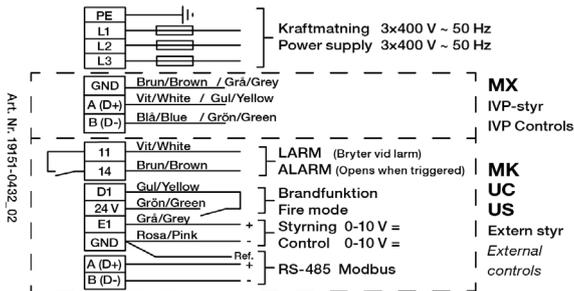 PE
L1
L2
L3
Kraftmatning 3x400 V ~ 50 Hz
Power supply 3x400 V ~ 50 Hz
GND Brun/Brown / Grå/Grey
A (D+) Vit/White / Gul/Yellow
B (D-) Blå/Blue / Grön/Green
MX
IVP-styr
IVP Controls
Art. Nr. 19151-0432_02
11 Vit/White
14 Brun/Brown
LARM (Bryter vid larm)
ALARM (Opens when triggered)
D1 Gul/Yellow
24 V Grön/Green
Brandfunktion
Fire mode
E1 Grå/Grey +
GND Rosa/Pink -
Styrning 0-10 V =
Control 0-10 V =
Ref.
A (D+) +
B (D-) -
RS-485 Modbus
MK
UC
US
Extern styr
External
controls